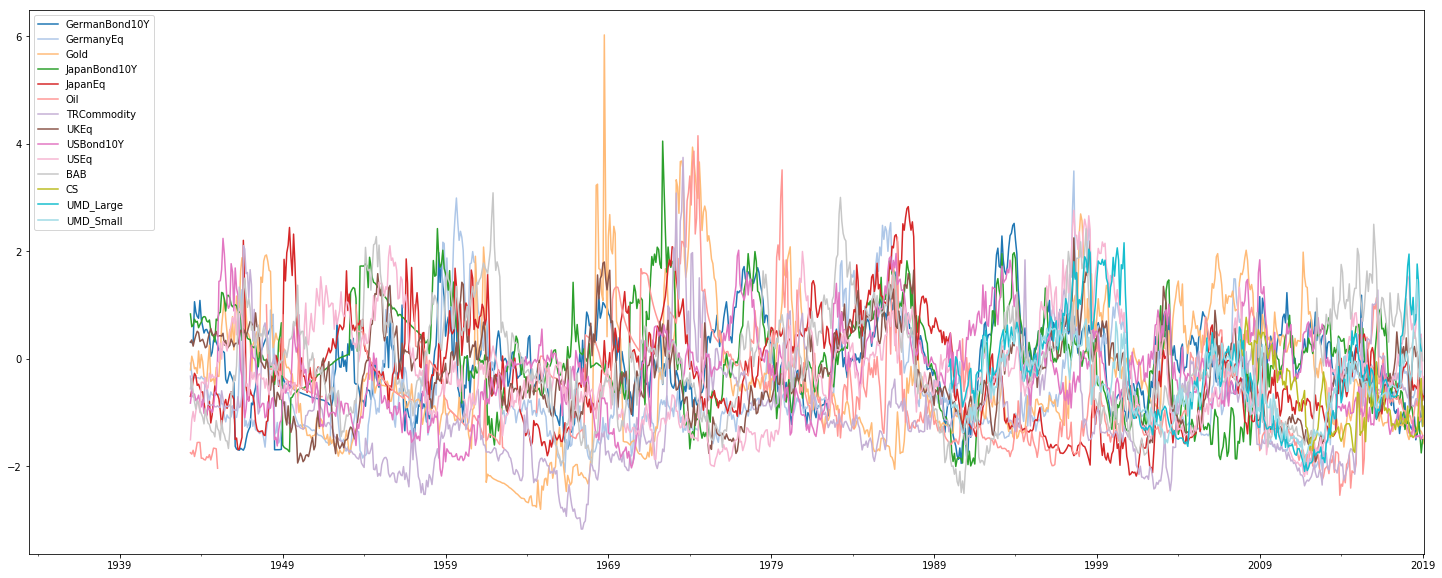 GermanBond10Y
GermanyEq
Gold
JapanBond10Y
JapanEq
Oil
TRCommodity
UKEq
USBond10Y
USEq
BAB
CS
UMD_Large
UMD_Small
6
4
2
0
−2
1939 1949 1959 1969 1979 1989 1999 2009 2019